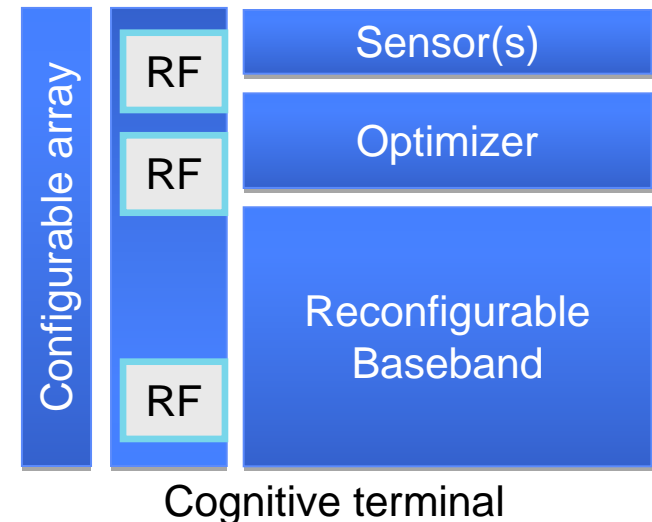 Configurable array
RF
RF
RF
Sensor(s)
Optimizer
Reconfigurable
Baseband
Cognitive terminal